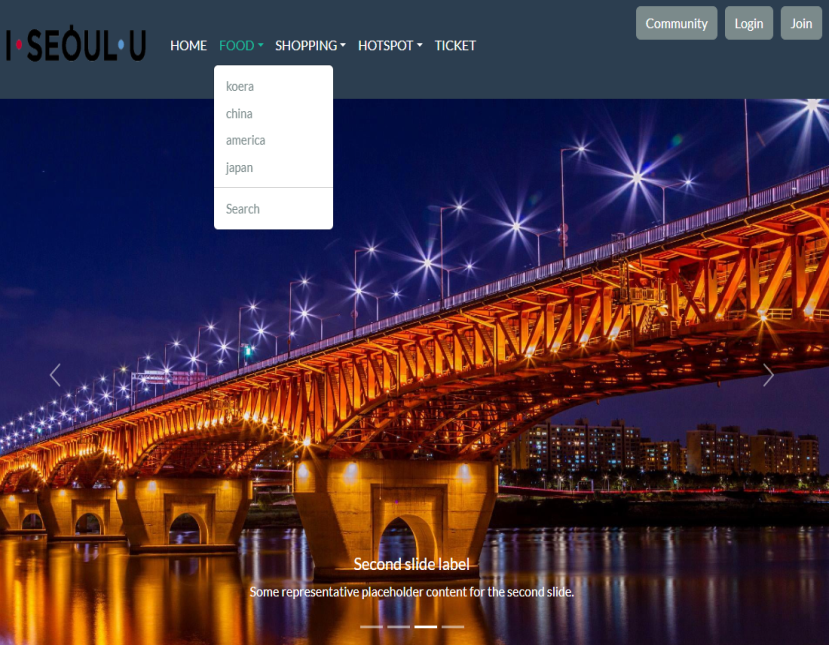 Community Login Join
I·SEOUL·U HOME FOOD SHOPPING HOTSPOT TICKET
koera
china
america
japan
Search
Second slide label
Some representative placeholder content for the second slide.